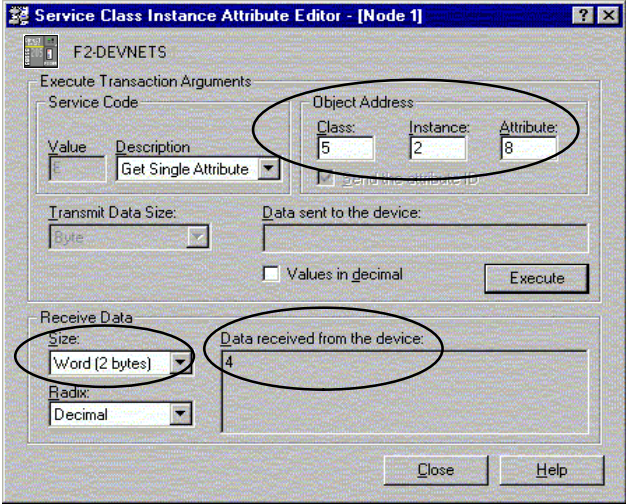 Service Class Instance Attribute Editor - [Node 1]
F2-DEVNETS
Execute Transaction Arguments
Service Code
Value Description
E Get Single Attribute
Object Address
Class: Instance: Attribute:
5 2 8
Send the attribute ID
Transmit Data Size:
Byte
Data sent to the device:
Values in decimal
Execute
Receive Data
Size:
Word (2 bytes)
Radix:
Decimal
Data received from the device:
4
Close Help